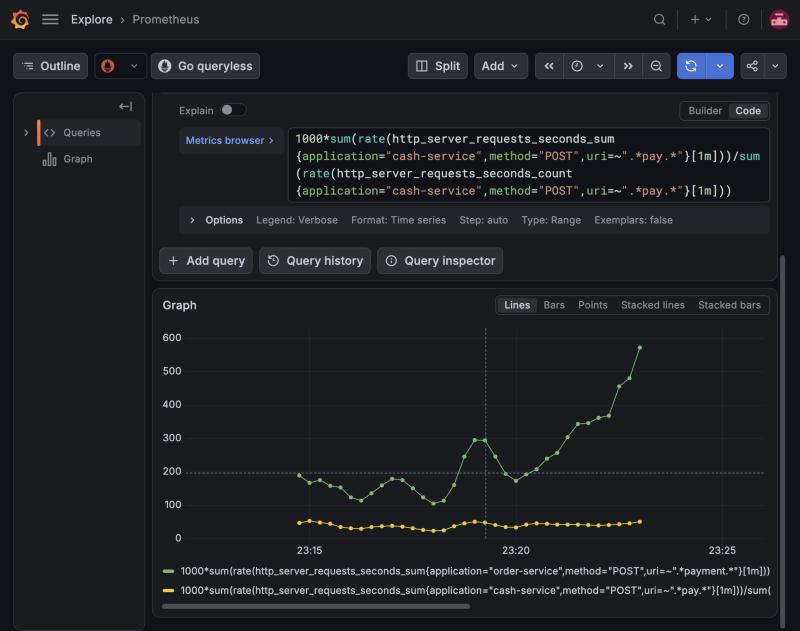 Explore › Prometheus
Outline
Go queryless
Split
Add
Queries
Graph
Explain
Builder
Code
Metrics browser ›
1000*sum(rate(http_server_requests_seconds_sum
{application="cash-service",method="POST",uri=~".*pay.*"}[1m]))/sum
(rate(http_server_requests_seconds_count
{application="cash-service",method="POST",uri=~".*pay.*"}[1m]))
Options Legend: Verbose Format: Time series Step: auto Type: Range Exemplars: false
+ Add query
Query history
Query inspector
Graph
Lines Bars Points Stacked lines Stacked bars
600
500
400
300
200
100
0
23:15 23:20 23:25
1000*sum(rate(http_server_requests_seconds_sum{application="order-service",method="POST",uri=~".*payment.*"}[1m]))
1000*sum(rate(http_server_requests_seconds_sum{application="cash-service",method="POST",uri=~".*pay.*"}[1m]))/sum(